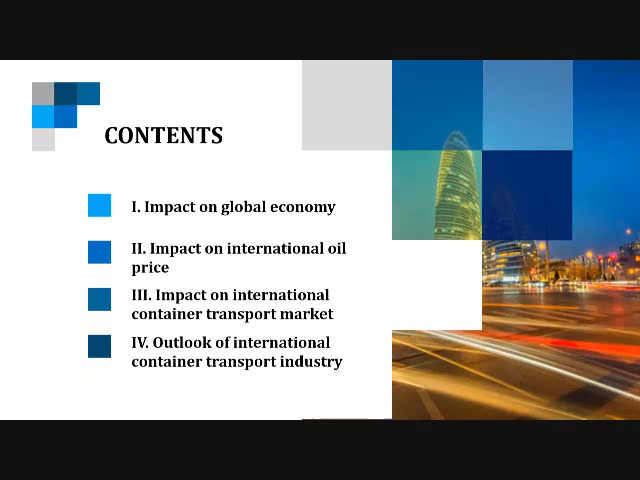 CONTENTS
I. Impact on global economy
II. Impact on international oil
price
III. Impact on international
container transport market
IV. Outlook of international
container transport industry